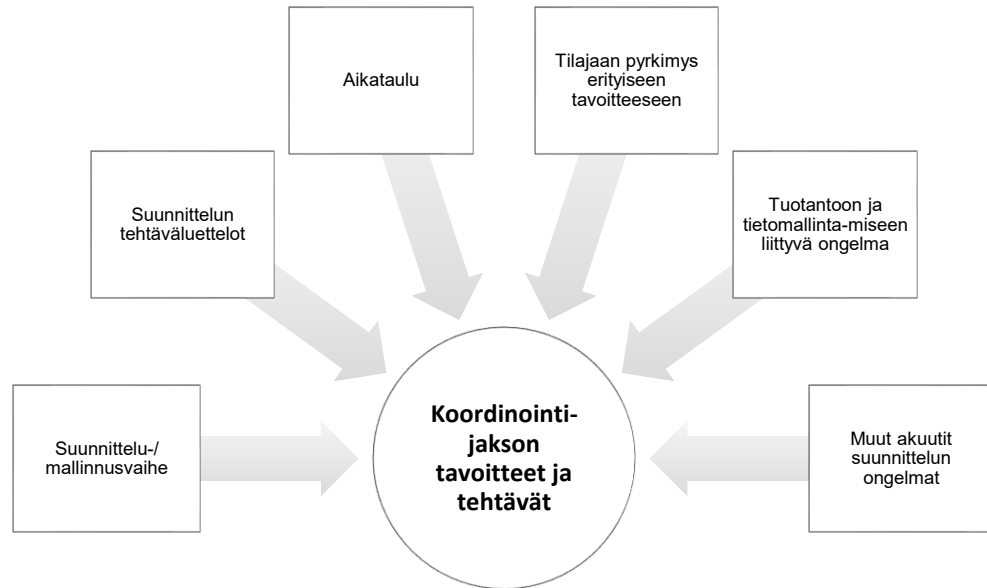 Aikataulu
Tilajaan pyrkimys
erityiseen
tavoitteeseen
Suunnittelun
tehtäväluettelot
Tuotantoon ja
tietomallinta-miseen
liittyvä ongelma
Suunnittelu-/
mallinnusvaihe
Koordinointi-
jakson
tavoitteet ja
tehtävät
Muut akuutit
suunnittelun
ongelmat